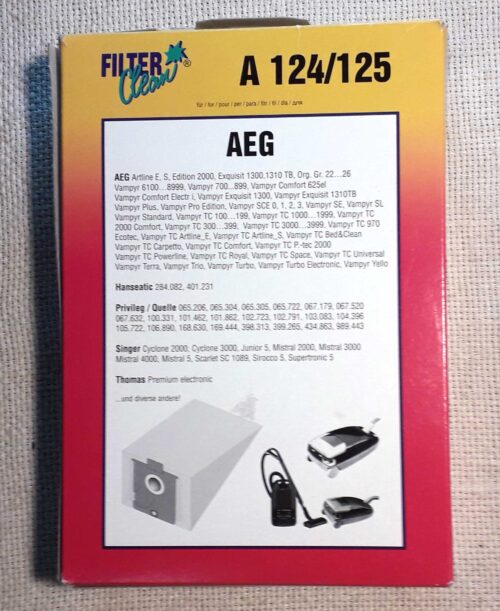 FILTER
Clean ®
A 124/125
für / for / pour / per / para / för / til / dla / для
AEG
AEG Artline E, S, Edition 2000, Exquisit 1300,1310 TB, Org. Gr. 22...26
Vampyr 6100...8999, Vampyr 700...899, Vampyr Comfort 625el
Vampyr Comfort Electr i, Vampyr Exquisit 1300, Vampyr Exquisit 1310TB
Vampyr Plus, Vampyr Pro Edition, Vampyr SCE 0, 1, 2, 3, Vampyr SE, Vampyr SL
Vampyr Standard, Vampyr TC 100...199, Vampyr TC 1000...1999, Vampyr TC
2000 Comfort, Vampyr TC 300...399, Vampyr TC 3000...3999, Vampyr TC 970
Ecotec, Vampyr TC Artline_E, Vampyr TC Artline_S, Vampyr TC Bed&Clean
Vampyr TC Carpetto, Vampyr TC Comfort, Vampyr TC P.-tec 2000
Vampyr TC Powerline, Vampyr TC Royal, Vampyr TC Space, Vampyr TC Universal
Vampyr Terra, Vampyr Trio, Vampyr Turbo, Vampyr Turbo Electronic, Vampyr Yello
Hanseatic 284.082, 401.231
Privileg / Quelle 065.206, 065.304, 065.305, 065.722, 067.179, 067.520
067.632, 100.331, 101.462, 101.862, 102.723, 102.791, 103.083, 104.396
105.722, 106.890, 168.630, 169.444, 398.313, 399.265, 434.863, 989.443
Singer Cyclone 2000, Cyclone 3000, Junior 5, Mistral 2000, Mistral 3000
Mistral 4000, Mistral 5, Scarlet SC 1089, Sirocco 5, Supertronic 5
Thomas Premium electronic
...und diverse andere!